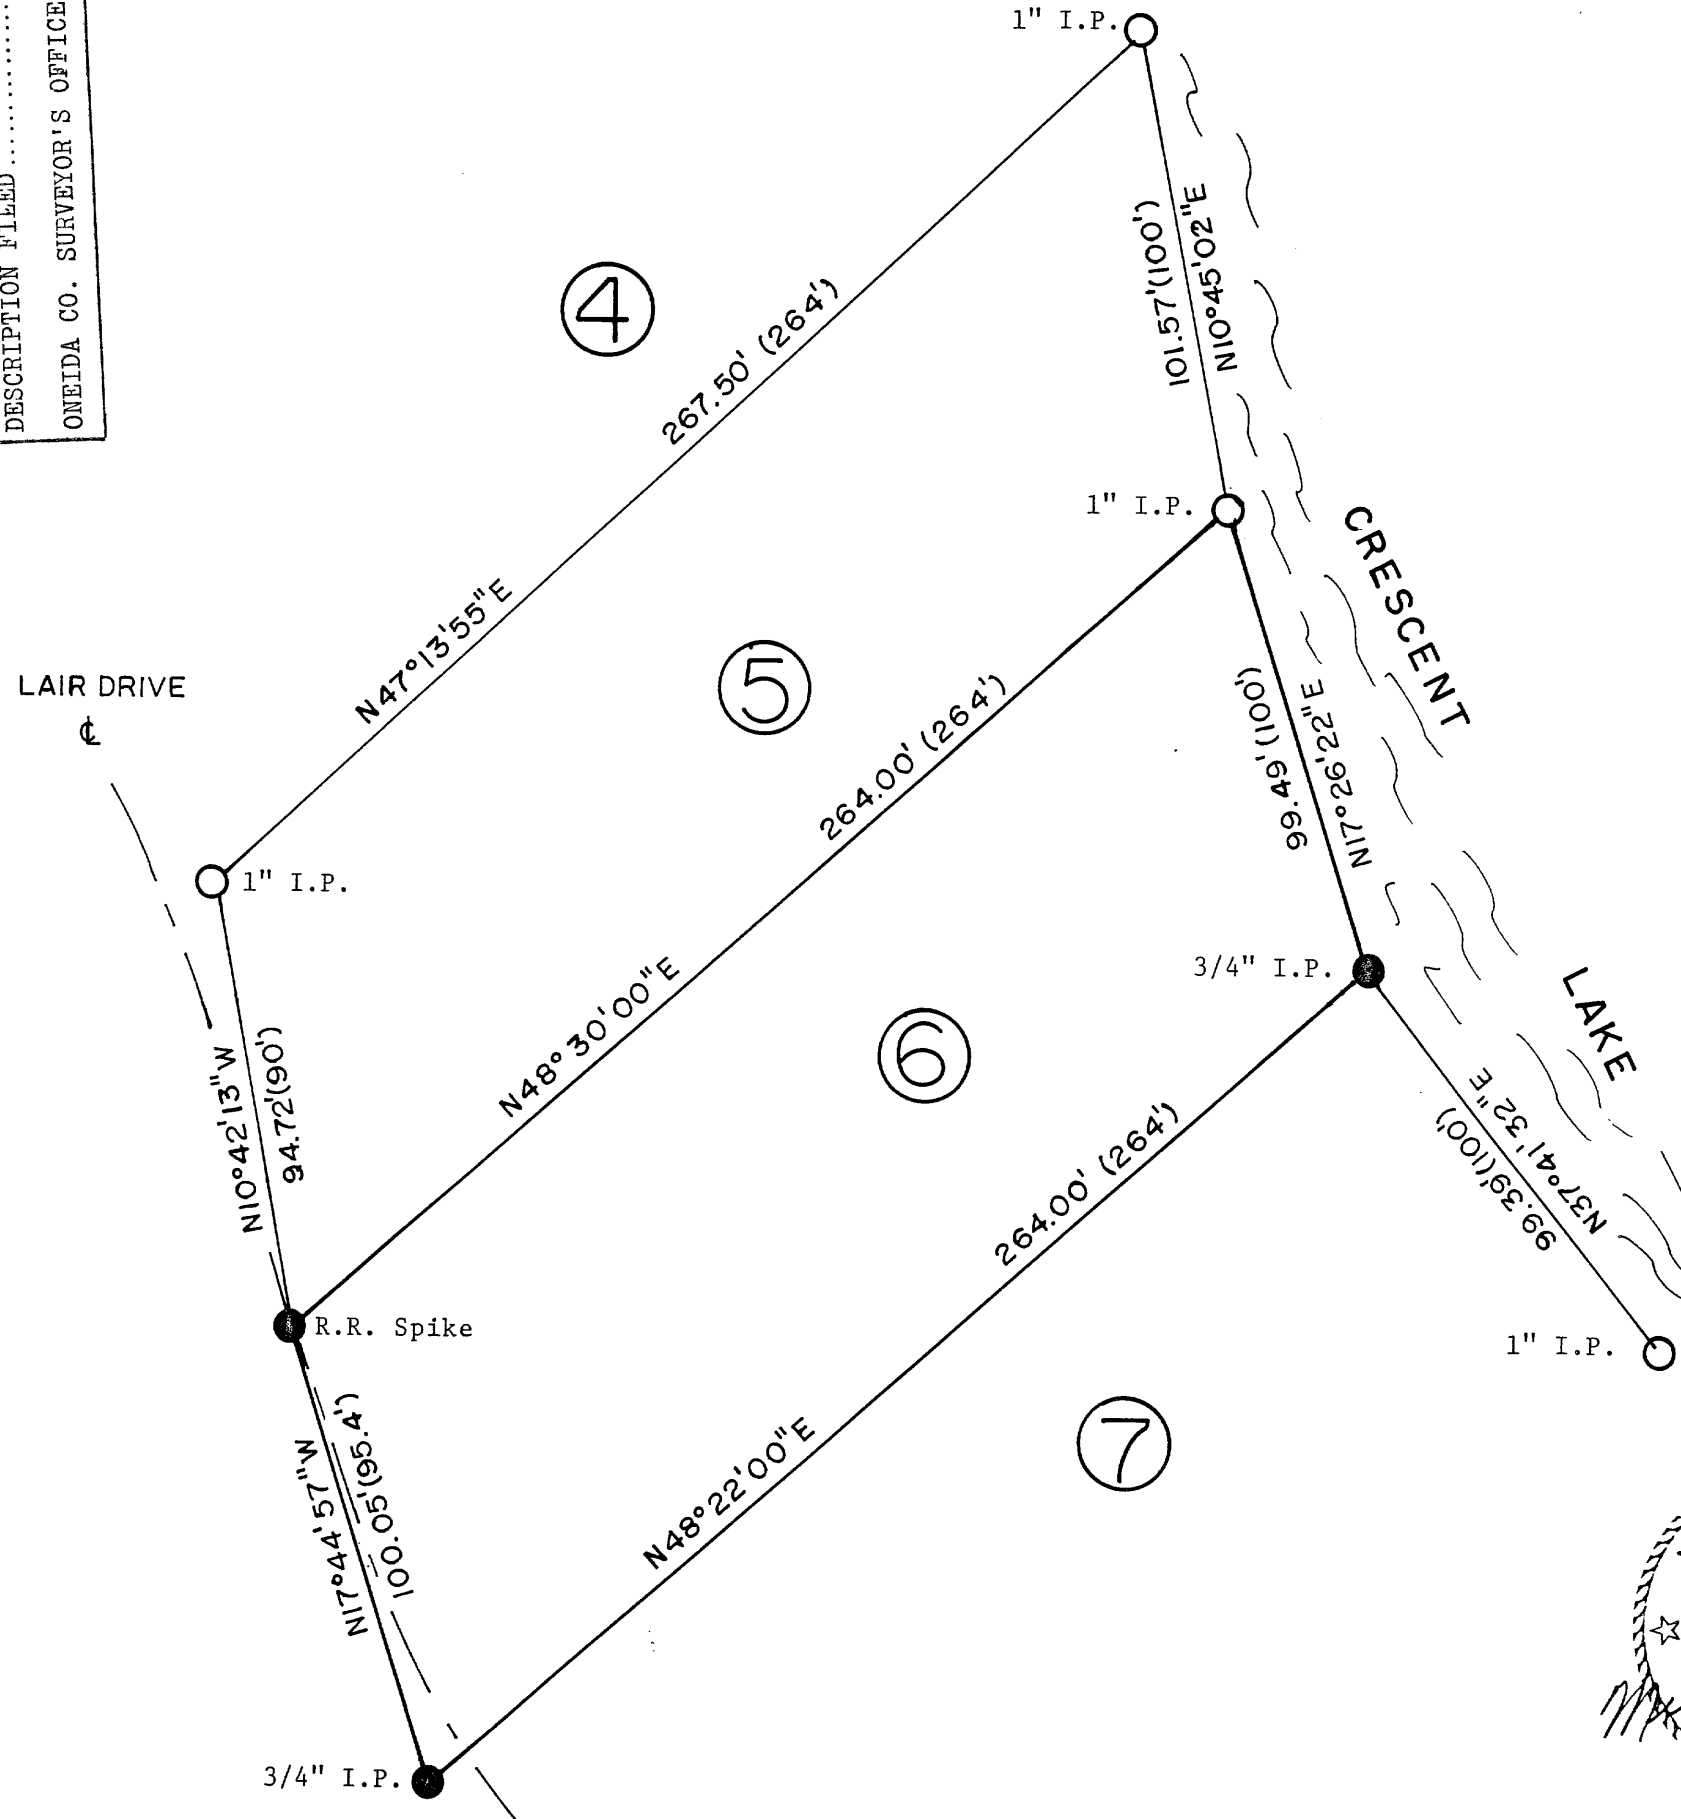 DESCRIPTION FILED....................
ONEIDA CO. SURVEYOR'S OFFICE
1" I.P.
101.57'(100')
N10°45'02"E
④
267.50' (264')
N47°13'55"E
1" I.P.
CRESCENT
LAKE
LAIR DRIVE
℄
⑤
264.00' (264')
N48°30'00"E
99.49'(100')
N17°26'22"E
1" I.P.
3/4" I.P.
N10°42'13"W
94.72'(90')
⑥
N37°41'32"E
99.39'(100')
R.R. Spike
264.00' (264')
N48°22'00"E
1" I.P.
N17°44'57"W
100.05'(95.4')
⑦
3/4" I.P.